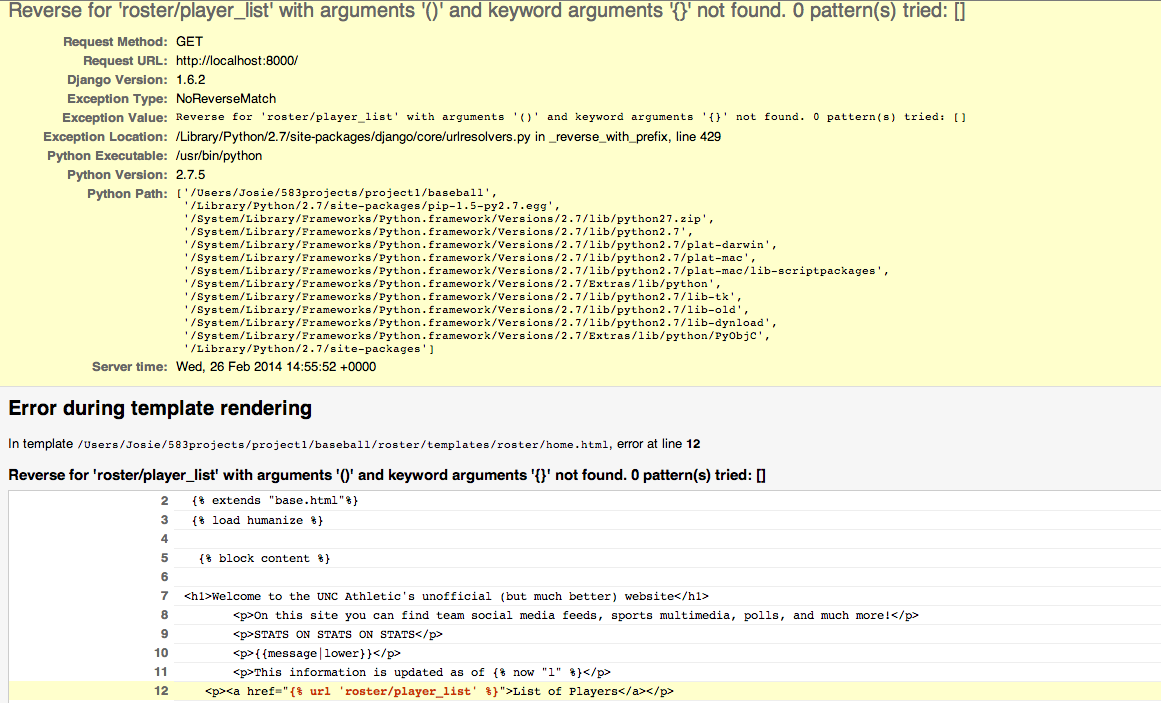 Reverse for 'roster/player_list' with arguments '()' and keyword arguments '{}' not found. 0 pattern(s) tried: []
Request Method: GET
Request URL: http://localhost:8000/
Django Version: 1.6.2
Exception Type: NoReverseMatch
Exception Value: Reverse for 'roster/player_list' with arguments '()' and keyword arguments '{}' not found. 0 pattern(s) tried: []
Exception Location: /Library/Python/2.7/site-packages/django/core/urlresolvers.py in _reverse_with_prefix, line 429
Python Executable: /usr/bin/python
Python Version: 2.7.5
Python Path: ['/Users/Josie/583projects/project1/baseball',
'/Library/Python/2.7/site-packages/pip-1.5-py2.7.egg',
'/System/Library/Frameworks/Python.framework/Versions/2.7/lib/python27.zip',
'/System/Library/Frameworks/Python.framework/Versions/2.7/lib/python2.7',
'/System/Library/Frameworks/Python.framework/Versions/2.7/lib/python2.7/plat-darwin',
'/System/Library/Frameworks/Python.framework/Versions/2.7/lib/python2.7/plat-mac',
'/System/Library/Frameworks/Python.framework/Versions/2.7/lib/python2.7/plat-mac/lib-scriptpackages',
'/System/Library/Frameworks/Python.framework/Versions/2.7/Extras/lib/python',
'/System/Library/Frameworks/Python.framework/Versions/2.7/lib/python2.7/lib-tk',
'/System/Library/Frameworks/Python.framework/Versions/2.7/lib/python2.7/lib-old',
'/System/Library/Frameworks/Python.framework/Versions/2.7/lib/python2.7/lib-dynload',
'/System/Library/Frameworks/Python.framework/Versions/2.7/Extras/lib/python/PyObjC',
'/Library/Python/2.7/site-packages']
Server time: Wed, 26 Feb 2014 14:55:52 +0000
Error during template rendering
In template /Users/Josie/583projects/project1/baseball/roster/templates/roster/home.html, error at line 12
Reverse for 'roster/player_list' with arguments '()' and keyword arguments '{}' not found. 0 pattern(s) tried: []
2 {% extends "base.html"%}
3 {% load humanize %}
4
5 {% block content %}
6
7 <h1>Welcome to the UNC Athletic's unofficial (but much better) website</h1>
8 <p>On this site you can find team social media feeds, sports multimedia, polls, and much more!</p>
9 <p>STATS ON STATS ON STATS</p>
10 <p>{{message|lower}}</p>
11 <p>This information is updated as of {% now "l" %}</p>
12 <p><a href="{% url 'roster/player_list' %}">List of Players</a></p>